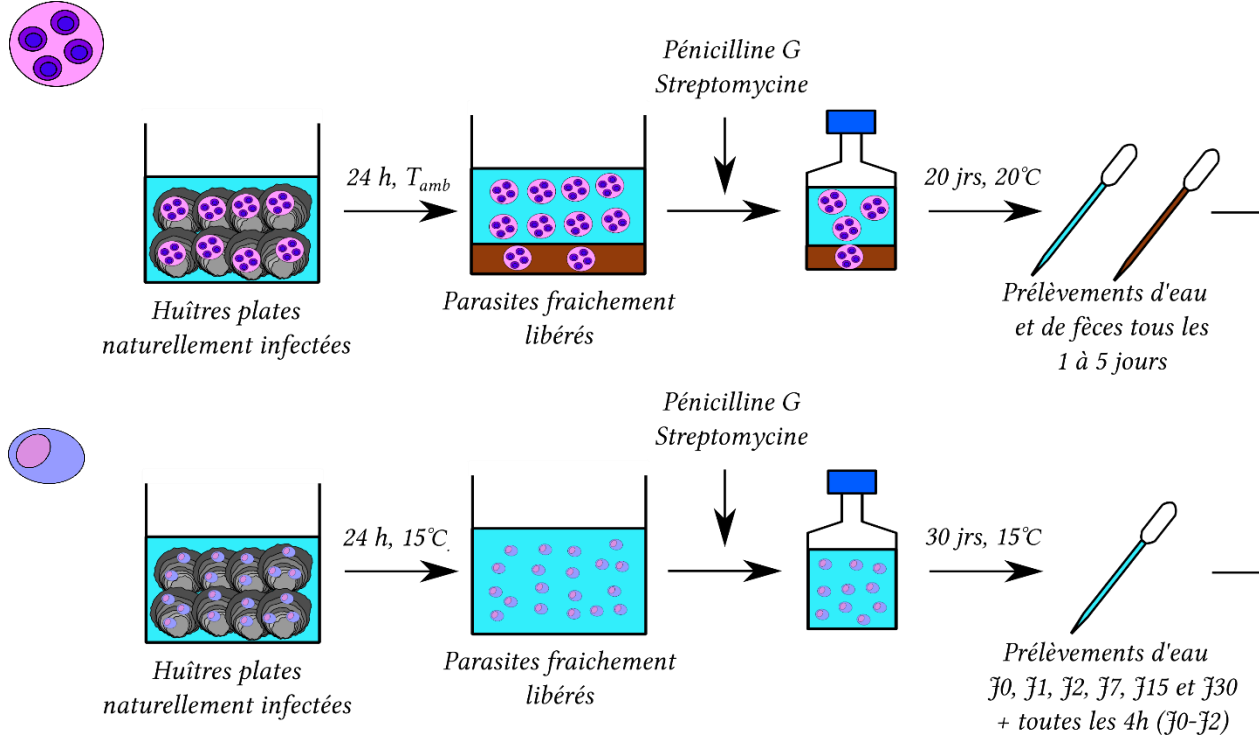 Pénicilline G
Streptomycine
24 h, Tamb
20 jrs, 20°C
Huîtres plates
naturellement infectées
Parasites fraichement
libérés
Prélèvements d'eau
et de fèces tous les
1 à 5 jours
Pénicilline G
Streptomycine
24 h, 15°C.
30 jrs, 15°C
Huîtres plates
naturellement infectées
Parasites fraichement
libérés
Prélèvements d'eau
J0, J1, J2, J7, J15 et J30
+ toutes les 4h (J0-J2)